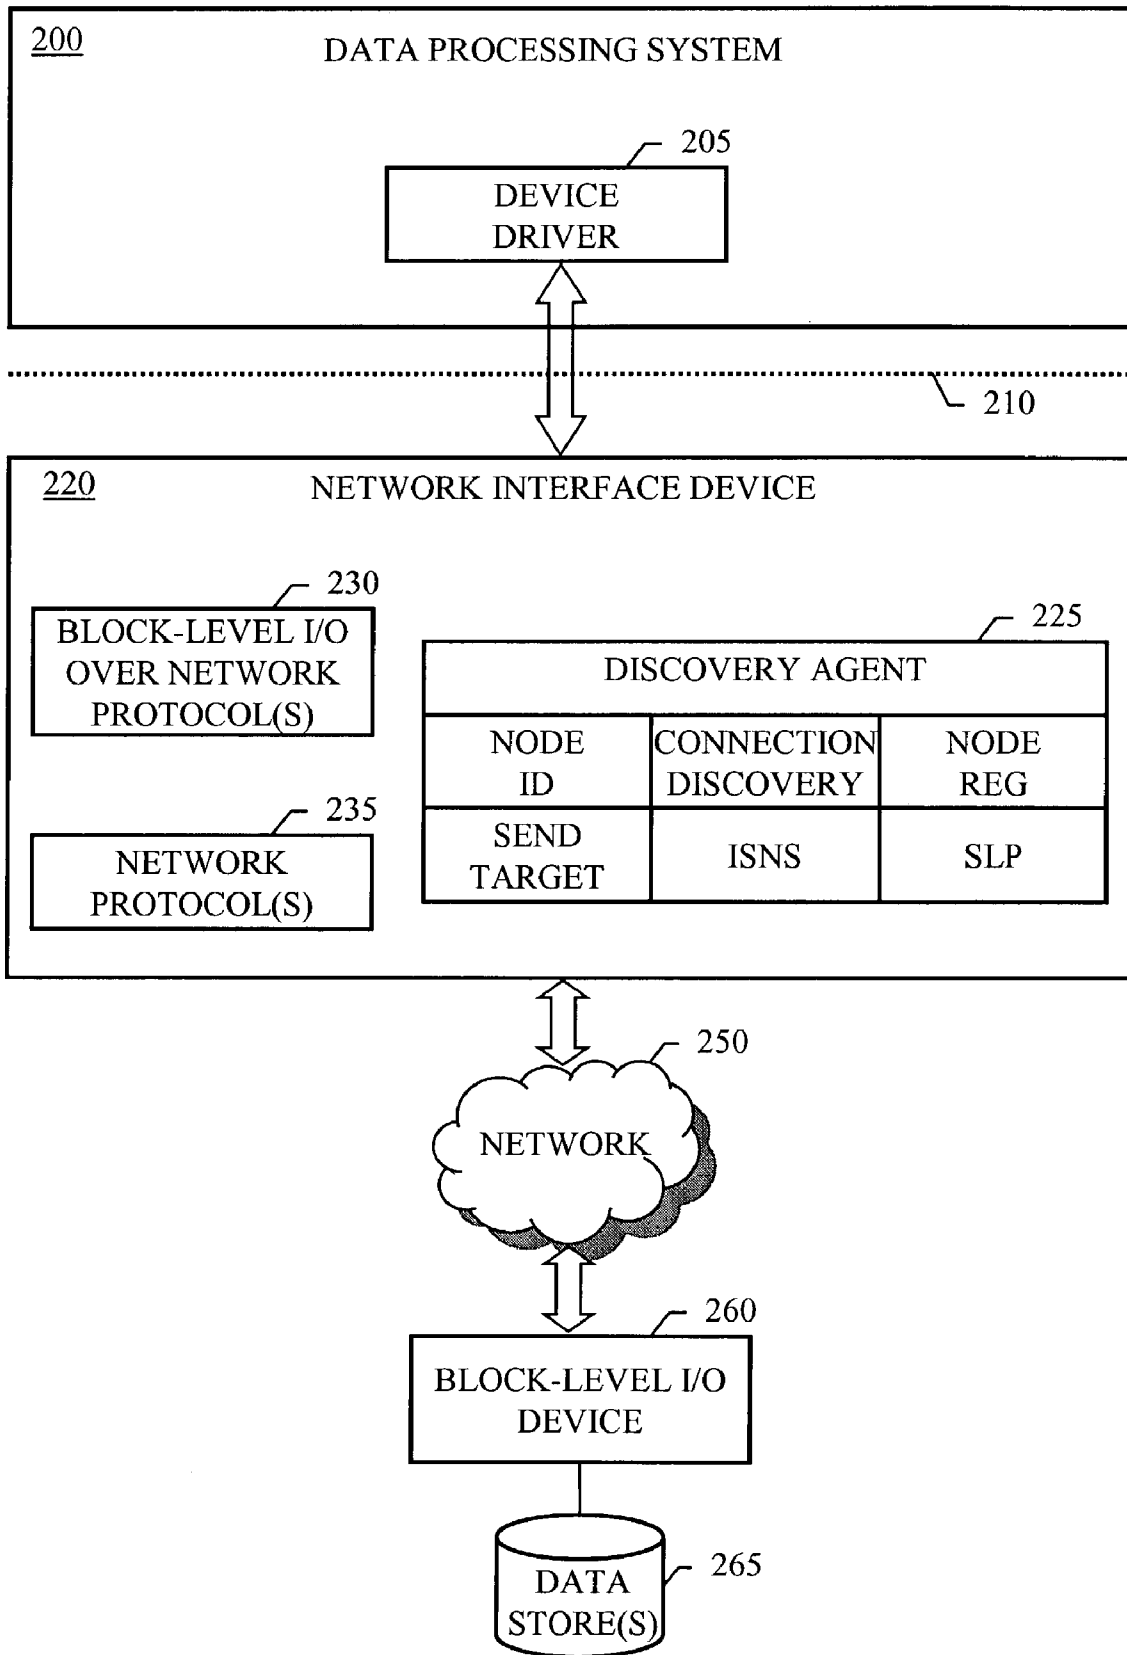 200
DATA PROCESSING SYSTEM
205
DEVICE
DRIVER
210
220
NETWORK INTERFACE DEVICE
230
BLOCK-LEVEL I/O
OVER NETWORK
PROTOCOL(S)
225
DISCOVERY AGENT
NODE
ID
CONNECTION
DISCOVERY
NODE
REG
235
NETWORK
PROTOCOL(S)
SEND
TARGET
ISNS
SLP
250
NETWORK
260
BLOCK-LEVEL I/O
DEVICE
265
DATA
STORE(S)